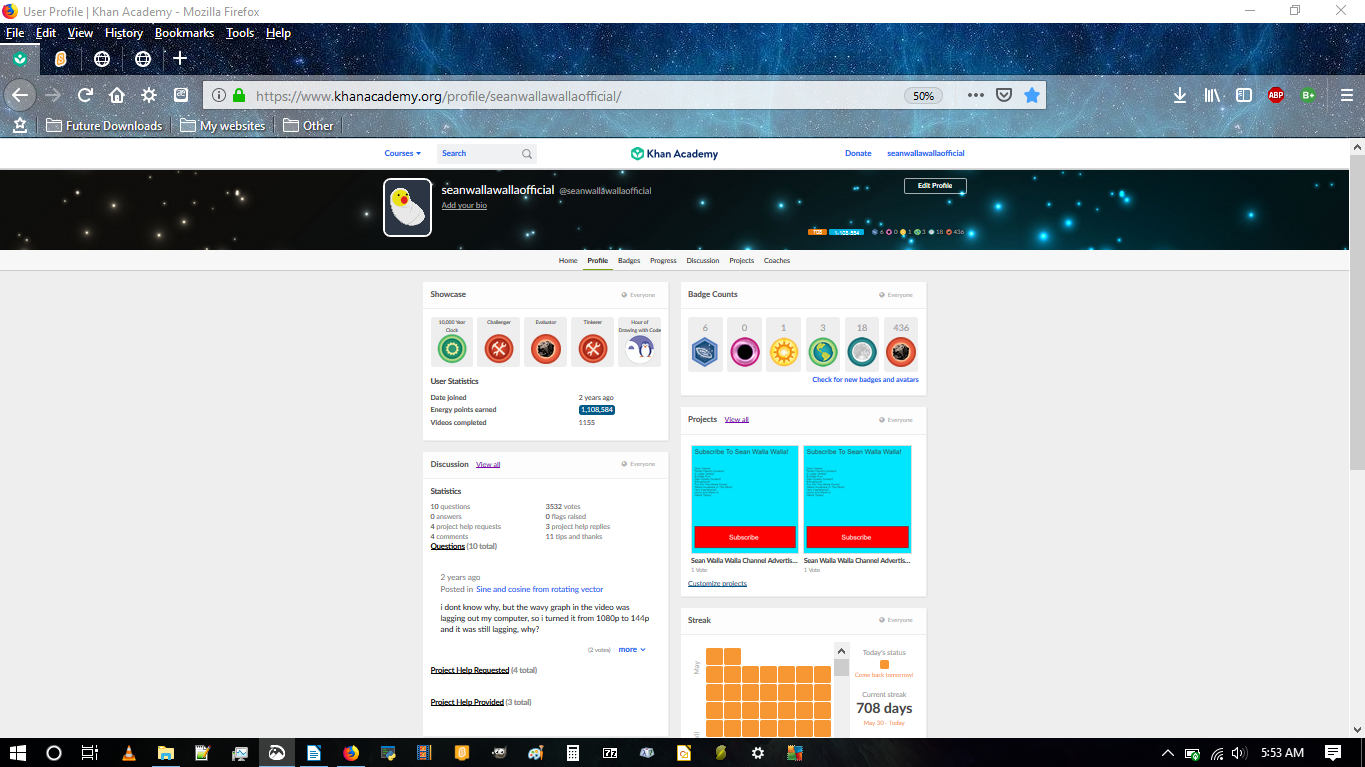 User Profile | Khan Academy - Mozilla Firefox
File Edit View History Bookmarks Tools Help
https://www.khanacademy.org/profile/seanwallawallaofficial/ 50%
ABP B+
Future Downloads My websites Other
Courses Search Khan Academy Donate seanwallawallaofficial
seanwallawallaofficial @seanwallawallaofficial Edit Profile
Add your bio
708 1,108,584 6 0 1 3 18 436
Home Profile Badges Progress Discussion Projects Coaches
Showcase Everyone
10,000 Year Challenger Evaluator Tinkerer Hour of
Clock Drawing with Code
User Statistics
Date joined 2 years ago
Energy points earned 1,108,584
Videos completed 1155
Discussion View all Everyone
Statistics
10 questions 3532 votes
0 answers 0 flags raised
4 project help requests 3 project help replies
4 comments 11 tips and thanks
Questions (10 total)
2 years ago
Posted in Sine and cosine from rotating vector
i dont know why, but the wavy graph in the video was
lagging out my computer, so i turned it from 1080p to 144p
and it was still lagging, why?
(2 votes) more
Project Help Requested (4 total)
Project Help Provided (3 total)
Badge Counts Everyone
6 0 1 3 18 436
Check for new badges and avatars
Projects View all Everyone
Subscribe To Sean Walla Walla! Subscribe To Sean Walla Walla!
Subscribe Subscribe
Sean Walla Walla Channel Advertis... Sean Walla Walla Channel Advertis...
1 Vote 1 Vote
Customize projects
Streak Everyone
May
Today's status
Come back tomorrow!
Current streak
708 days
May 30 - Today
5:53 AM